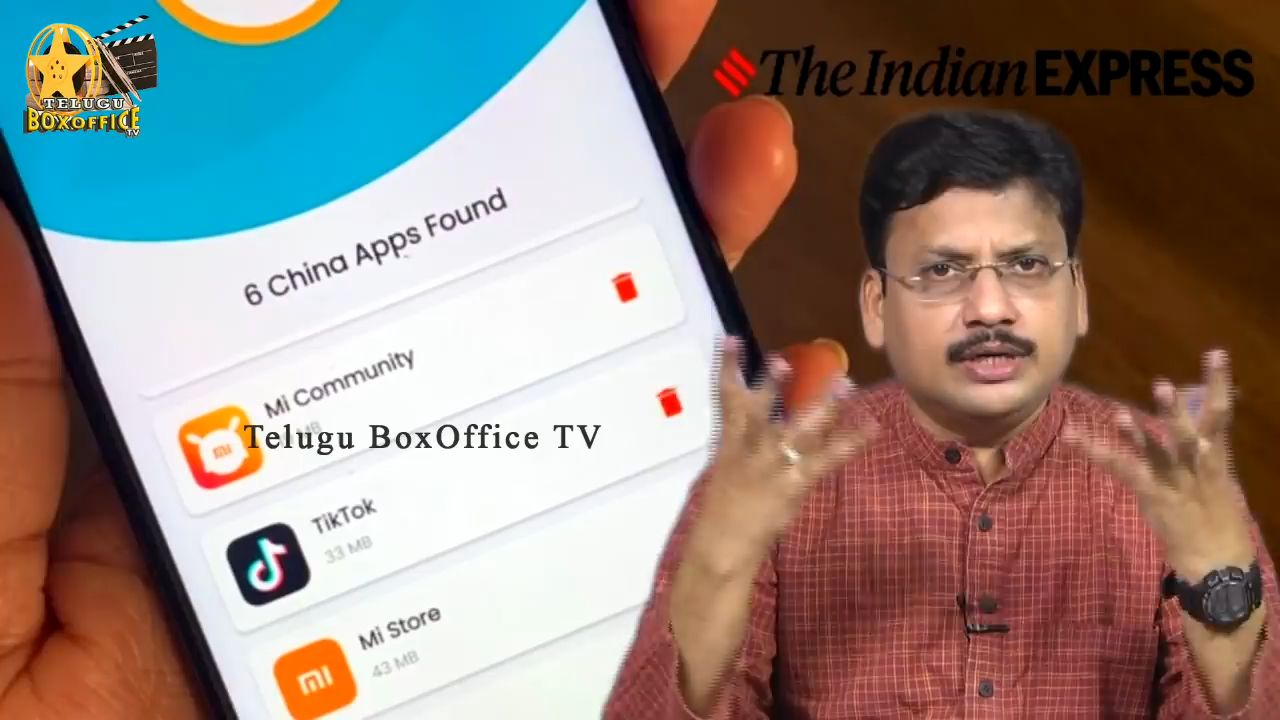 TELUGU
BOXOFFICE
TV
The Indian EXPRESS
6 China Apps Found
Mi Community
MB
Telugu BoxOffice TV
TikTok
33 MB
Mi Store
43 MB